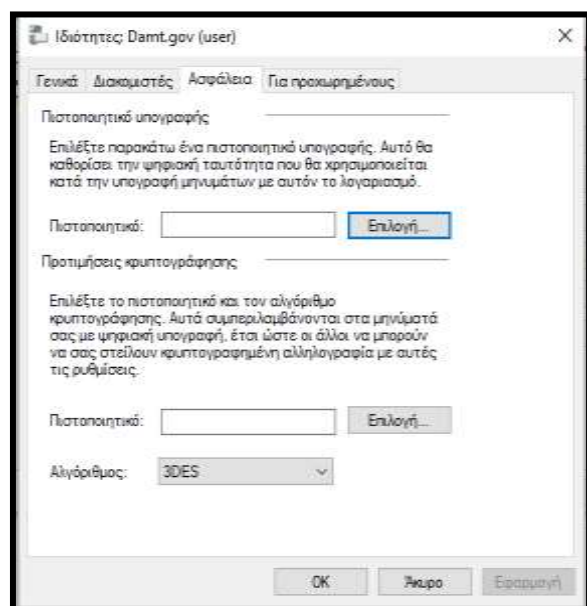 Ιδιότητες: Damt.gov (user)
Γενικά Διακομιστές Ασφάλεια Για προχωρημένους
Πιστοποιητικό υπογραφής
Επιλέξτε παρακάτω ένα πιστοποιητικό υπογραφής. Αυτό θα
καθορίσει την ψηφιακή ταυτότητα που θα χρησιμοποιείται
κατά την υπογραφή μηνυμάτων με αυτόν το λογαριασμό.
Πιστοποιητικό:
Επιλογή...
Προτιμήσεις κρυπτογράφησης
Επιλέξτε το πιστοποιητικό και τον αλγόριθμο
κρυπτογράφησης. Αυτά συμπεριλαμβάνονται στα μηνύματά
σας με ψηφιακή υπογραφή, έτσι ώστε οι άλλοι να μπορούν
να σας στείλουν κρυπτογραφημένη αλληλογραφία με αυτές
τις ρυθμίσεις.
Πιστοποιητικό:
Επιλογή...
Αλγόριθμος: 3DES
OK Άκυρο Εφαρμογή